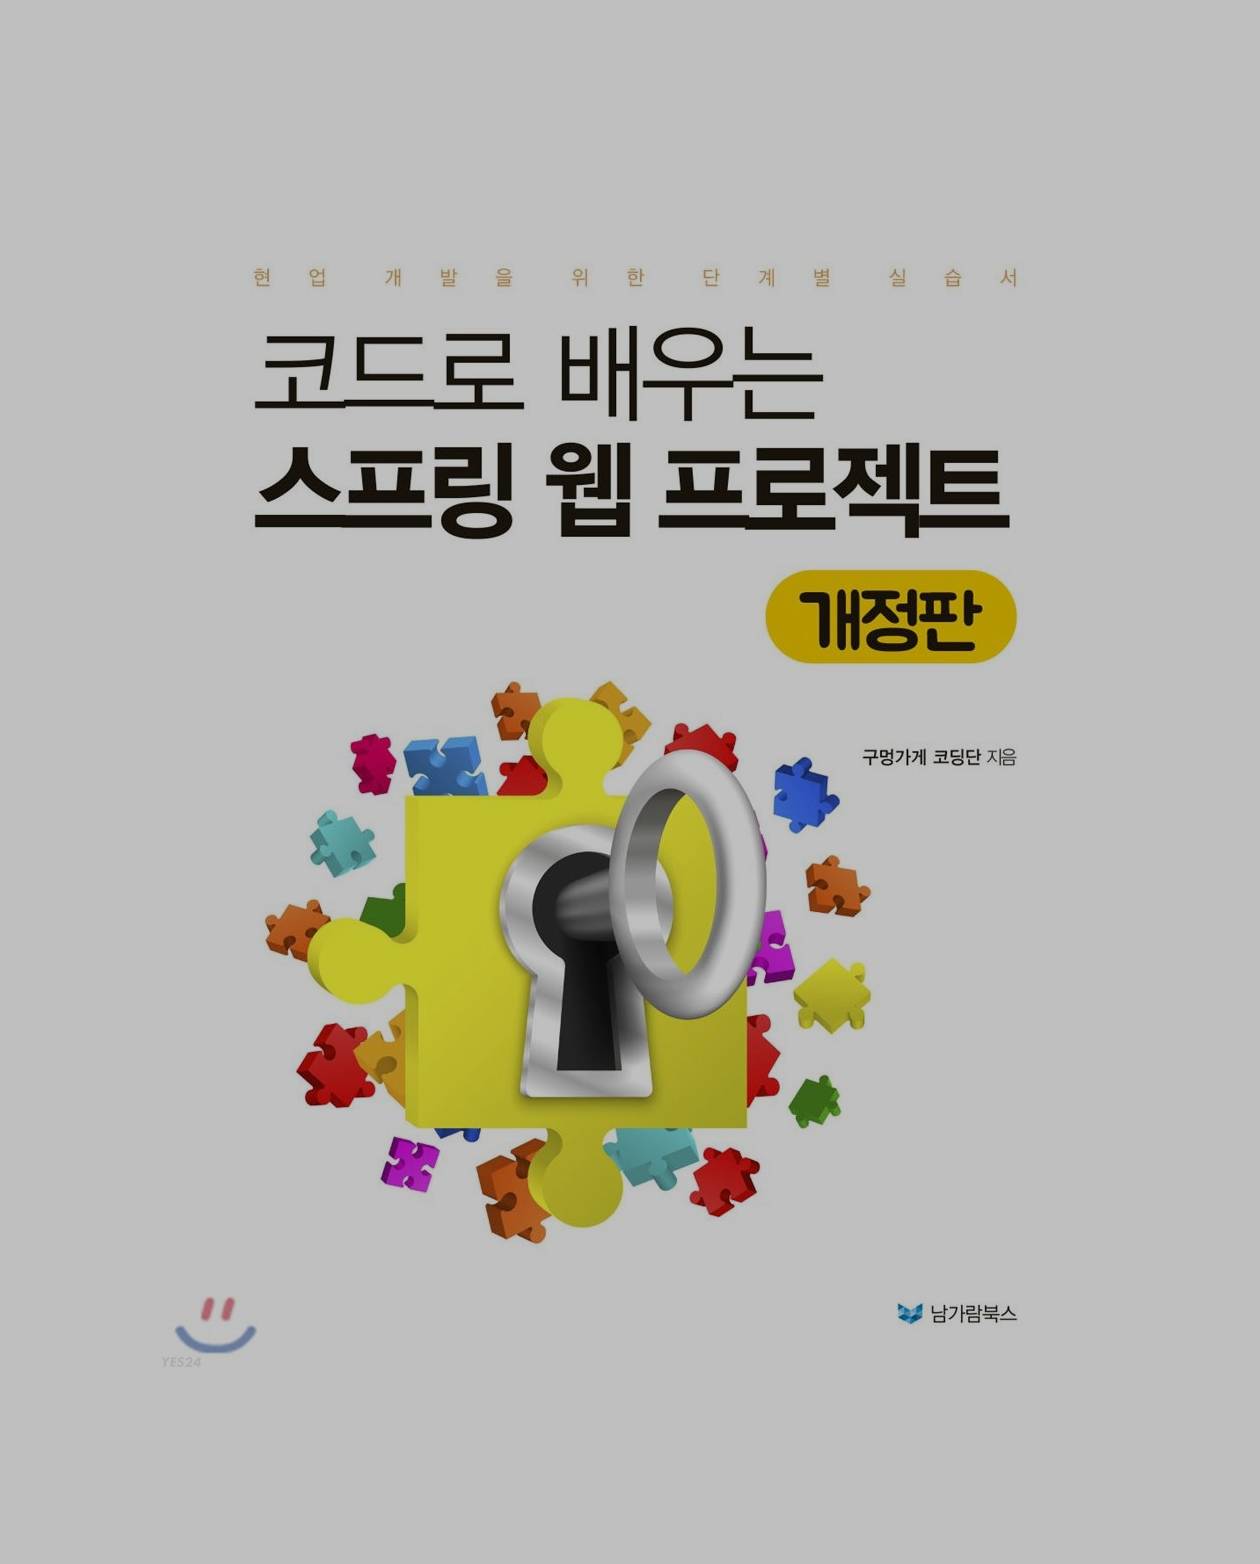 현업 개발을 위한 단계별 실습서
코드로 배우는
스프링 웹 프로젝트
개정판
구멍가게 코딩단 지음
남가람북스
YES24